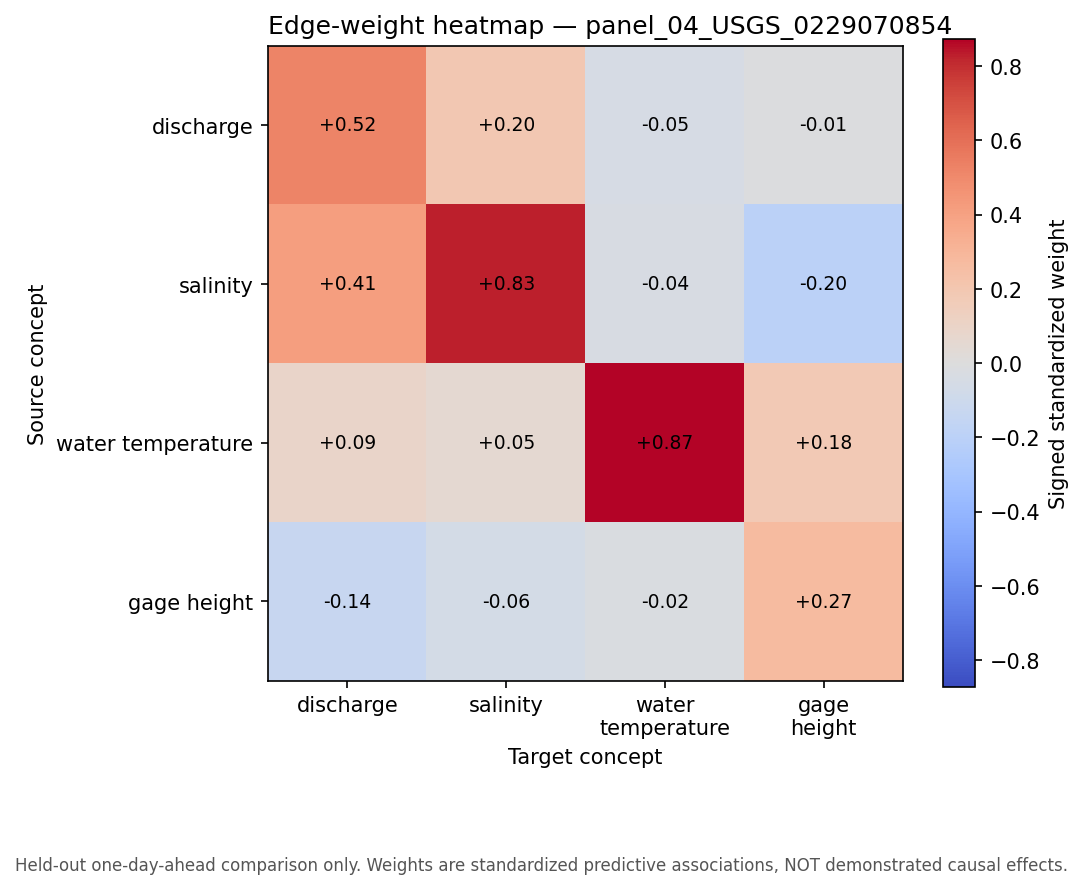 Edge-weight heatmap — panel_04_USGS_0229070854
discharge +0.52 +0.20 -0.05 -0.01
salinity +0.41 +0.83 -0.04 -0.20
water temperature +0.09 +0.05 +0.87 +0.18
gage height -0.14 -0.06 -0.02 +0.27
discharge salinity water temperature gage height
Target concept
Source concept
0.8
0.6
0.4
0.2
0.0
−0.2
−0.4
−0.6
−0.8
Signed standardized weight
Held-out one-day-ahead comparison only. Weights are standardized predictive associations, NOT demonstrated causal effects.